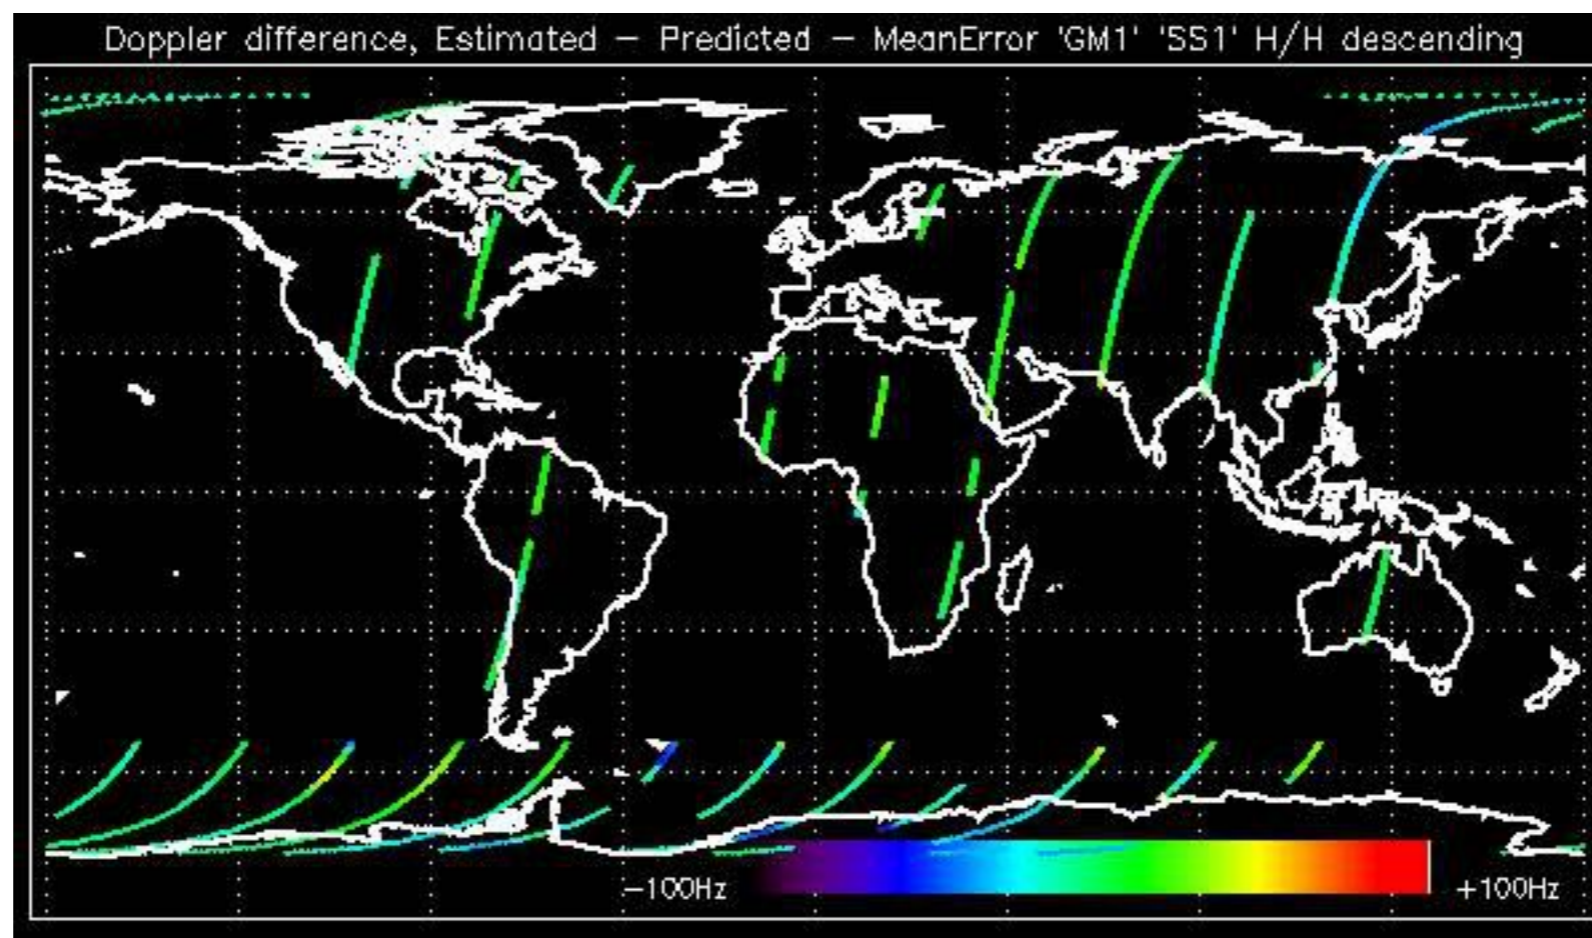 Doppler difference, Estimated – Predicted – MeanError 'GM1' 'SS1' H/H descending
–100Hz +100Hz